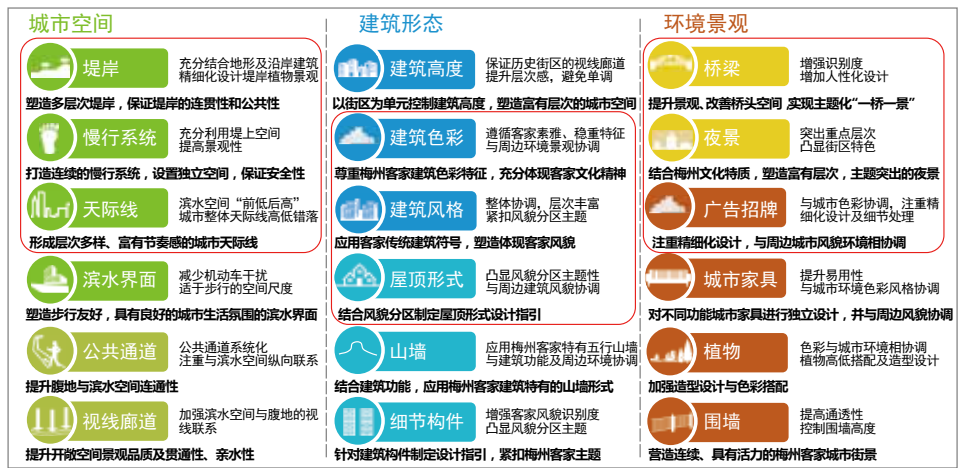 城市空间
堤岸
充分结合地形及沿岸建筑
精细化设计堤岸植物景观
塑造多层次堤岸，保证堤岸的连贯性和公共性
慢行系统
充分利用堤上空间
提高景观性
打造连续的慢行系统，设置独立空间，保证安全性
天际线
滨水空间“前低后高”
城市整体天际线高低错落
形成层次多样、富有节奏感的城市天际线
滨水界面
减少机动车干扰
适于步行的空间尺度
塑造步行友好，具有良好的城市生活氛围的滨水界面
公共通道
公共通道系统化
注重与滨水空间纵向联系
提升腹地与滨水空间连通性
视线廊道
加强滨水空间与腹地的视
线联系
提升开敞空间景观品质及贯通性、亲水性
建筑形态
建筑高度
保证历史街区的视线廊道
提升层次感，避免单调
以街区为单元控制建筑高度，塑造富有层次的城市空间
建筑色彩
遵循客家素雅、稳重特征
与周边环境景观协调
尊重梅州客家建筑色彩特征，充分体现客家文化精神
建筑风格
整体协调，层次丰富
紧扣风貌分区主题
应用客家传统建筑符号，塑造体现客家风貌
屋顶形式
凸显风貌分区主题性
与周边建筑风貌协调
结合风貌分区制定屋顶形式设计指引
山墙
应用梅州客家特有五行山墙
与建筑功能及周边环境协调
结合建筑功能，应用梅州客家建筑特有的山墙形式
细节构件
增强客家风貌识别度
凸显风貌分区主题
针对建筑构件制定设计指引，紧扣梅州客家主题
环境景观
桥梁
增强识别度
增加人性化设计
提升景观、改善桥头空间，实现主题化“一桥一景”
夜景
突出重点层次
凸显街区特色
结合梅州文化特质，塑造富有层次，主题突出的夜景
广告招牌
与城市色彩协调，注重精
细化设计及细节处理
注重精细化设计，与周边城市风貌环境相协调
城市家具
提升易用性
与城市环境色彩风格协调
对不同功能城市家具进行独立设计，并与周边风貌协调
植物
色彩与城市环境相协调
植物高低搭配及造型设计
加强造型设计与色彩搭配
围墙
提高通透性
控制围墙高度
营造连续、具有活力的梅州客家城市街景